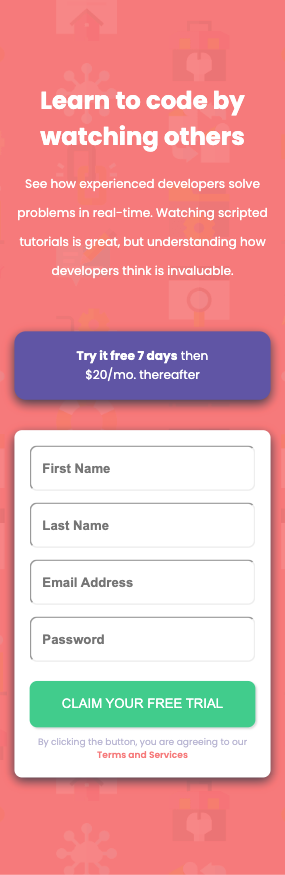 Learn to code by
watching others
See how experienced developers solve
problems in real-time. Watching scripted
tutorials is great, but understanding how
developers think is invaluable.
Try it free 7 days then
$20/mo. thereafter
First Name
Last Name
Email Address
Password
CLAIM YOUR FREE TRIAL
By clicking the button, you are agreeing to our
Terms and Services